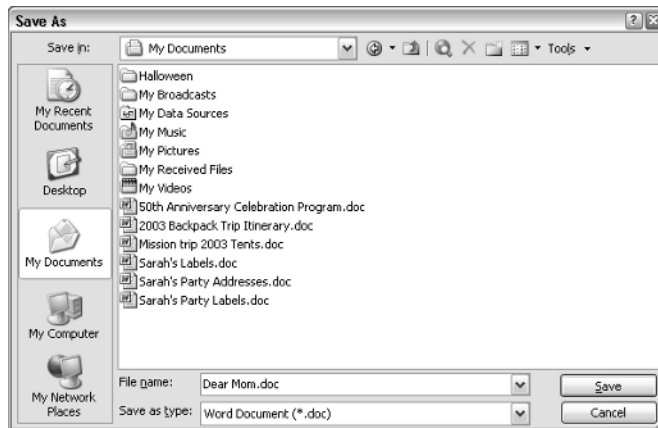 Save As
Save in:
My Documents
Tools
My Recent
Documents
Desktop
My Documents
My Computer
My Network
Places
Halloween
My Broadcasts
My Data Sources
My Music
My Pictures
My Received Files
My Videos
50th Anniversary Celebration Program.doc
2003 Backpack Trip Itinerary.doc
Mission trip 2003 Tents.doc
Sarah's Labels.doc
Sarah's Party Addresses.doc
Sarah's Party Labels.doc
File name:
Dear Mom.doc
Save
Save as type:
Word Document (*.doc)
Cancel